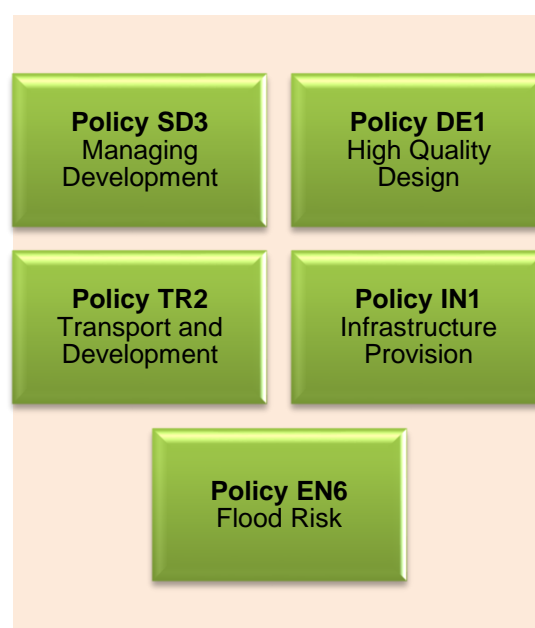 Policy SD3
Managing
Development
Policy DE1
High Quality
Design
Policy TR2
Transport and
Development
Policy IN1
Infrastructure
Provision
Policy EN6
Flood Risk